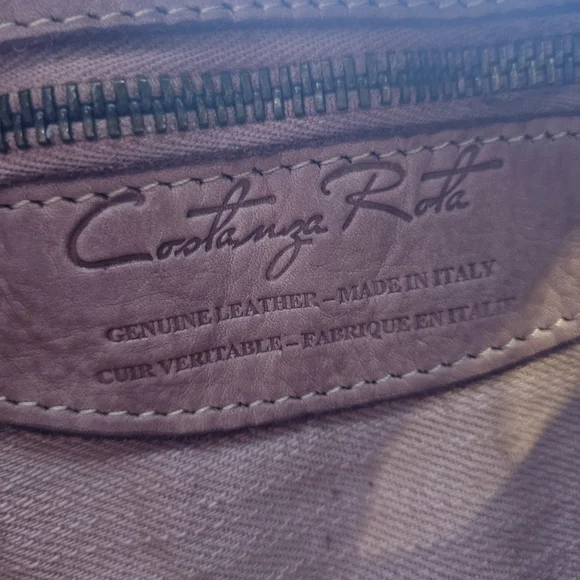 Costanza Rota
GENUINE LEATHER – MADE IN ITALY
CUIR VERITABLE – FABRIQUE EN ITALIE